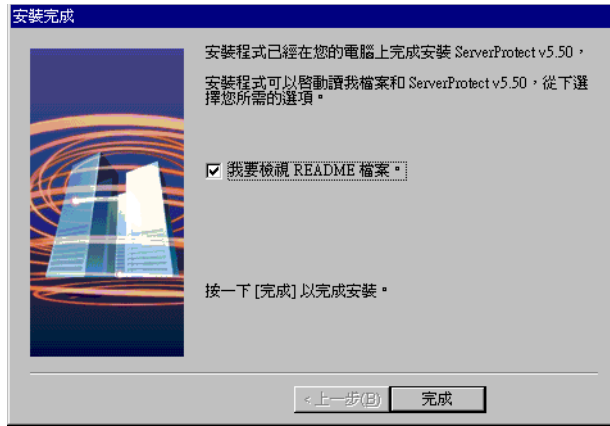 安裝完成
安裝程式已經在您的電腦上完成安裝 ServerProtect v5.50，
安裝程式可以啓動讀我檔案和 ServerProtect v5.50，從下選
擇您所需的選項。
我要檢視 README 檔案。
按一下 [完成] 以完成安裝。
<上一步(B)
完成